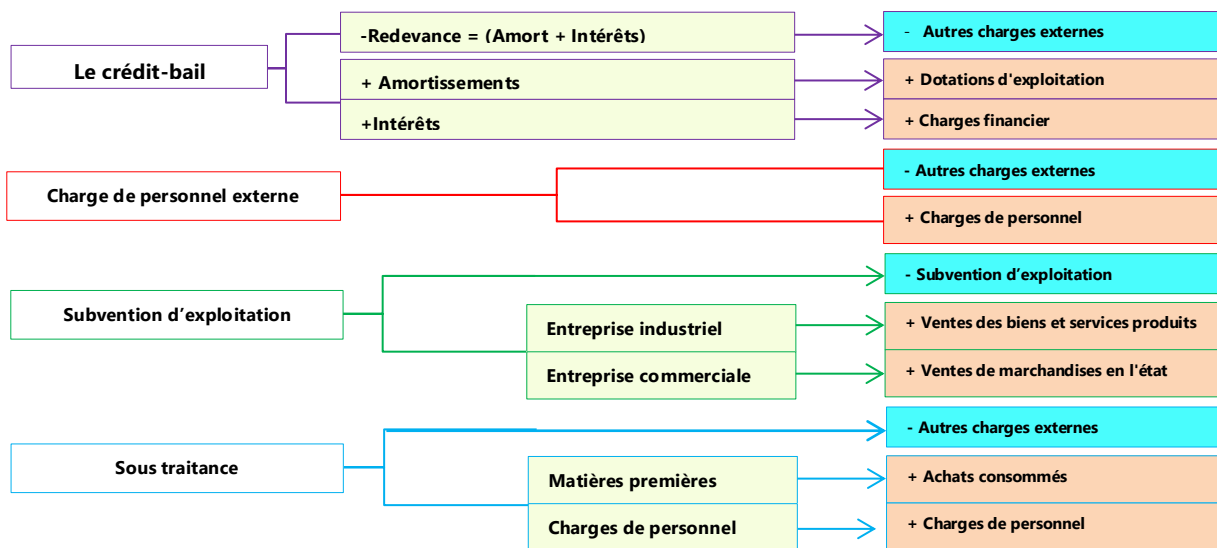 -Redevance = (Amort + Intérêts)
- Autres charges externes
Le crédit-bail
+ Amortissements
+ Dotations d'exploitation
+Intérêts
+ Charges financier
- Autres charges externes
Charge de personnel externe
+ Charges de personnel
- Subvention d’exploitation
Subvention d’exploitation
Entreprise industriel
+ Ventes des biens et services produits
Entreprise commerciale
+ Ventes de marchandises en l'état
- Autres charges externes
Sous traitance
Matières premières
+ Achats consommés
Charges de personnel
+ Charges de personnel